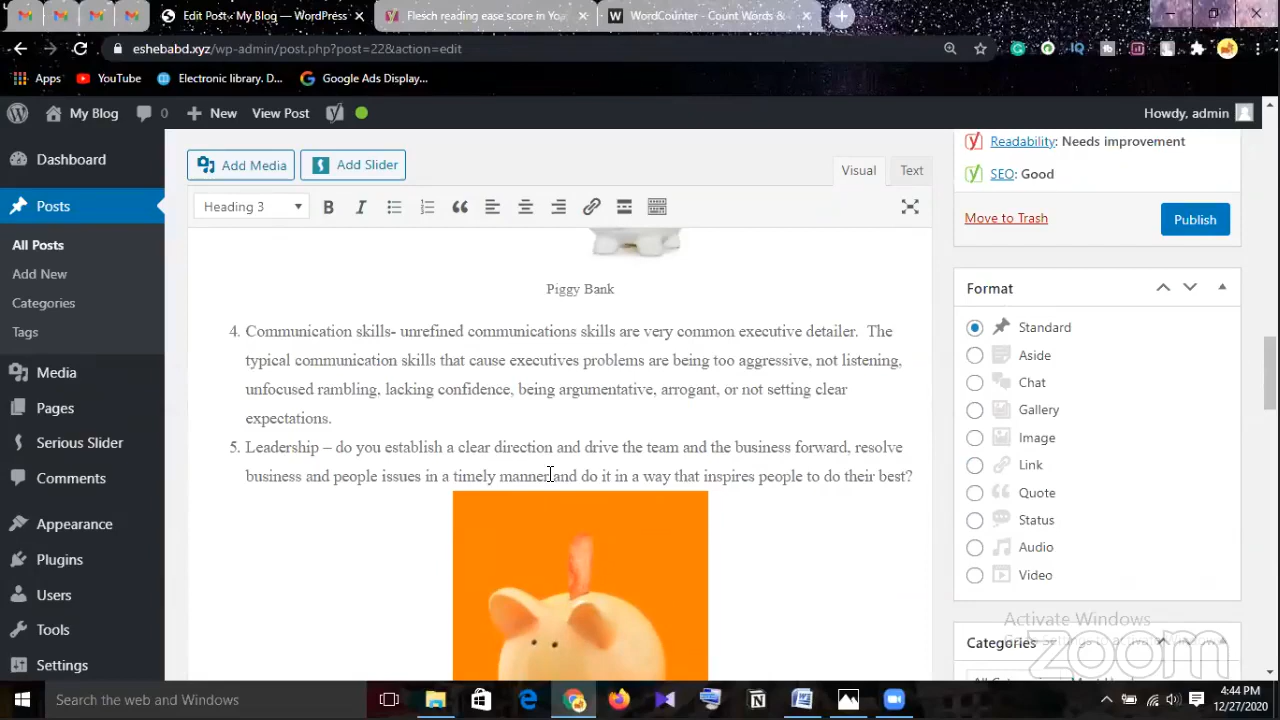 Edit Post ‹ My Blog — WordPress
Flesch reading ease score in Yo
WordCounter - Count Words &
eshebabd.xyz/wp-admin/post.php?post=228&action=edit
Apps
YouTube
Electronic library. D...
Google Ads Display...
My Blog
0
New
View Post
Howdy, admin
Dashboard
Posts
All Posts
Add New
Categories
Tags
Media
Pages
Serious Slider
Comments
Appearance
Plugins
Users
Tools
Settings
Add Media
Add Slider
Visual
Text
Heading 3
Piggy Bank
4. Communication skills- unrefined communications skills are very common executive detailer. The
typical communication skills that cause executives problems are being too aggressive, not listening,
unfocused rambling, lacking confidence, being argumentative, arrogant, or not setting clear
expectations.
5. Leadership – do you establish a clear direction and drive the team and the business forward, resolve
business and people issues in a timely manner and do it in a way that inspires people to do their best?
Readability: Needs improvement
SEO: Good
Move to Trash
Publish
Format
Standard
Aside
Chat
Gallery
Image
Link
Quote
Status
Audio
Video
Activate Windows
Categories
zoom
Search the web and Windows
4:44 PM
12/27/2020